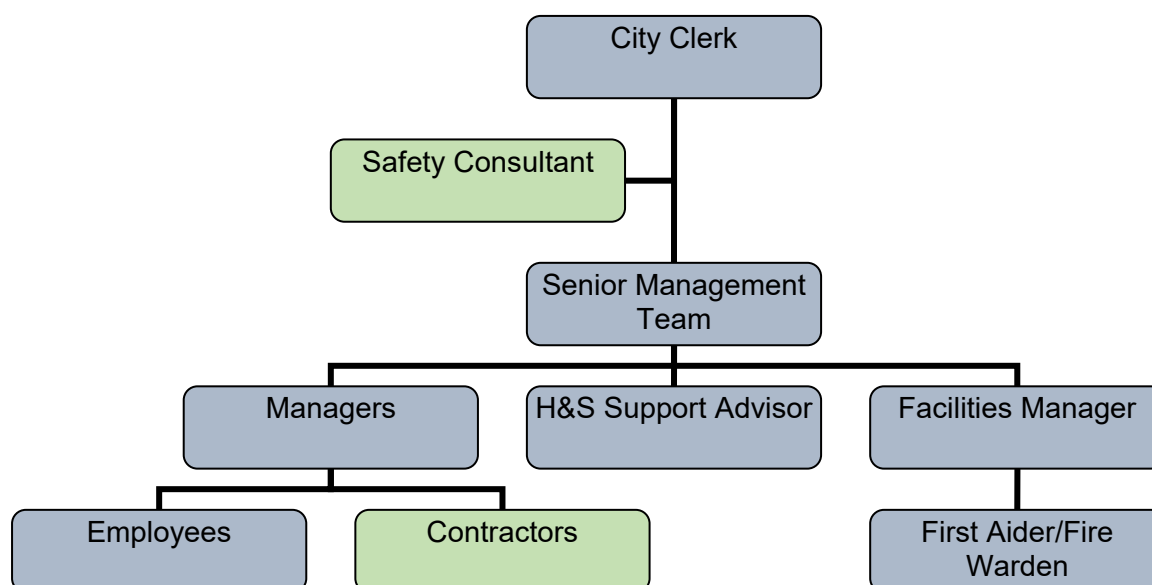 City Clerk
Safety Consultant
Senior Management
Team
Managers
H&S Support Advisor
Facilities Manager
Employees
Contractors
First Aider/Fire
Warden